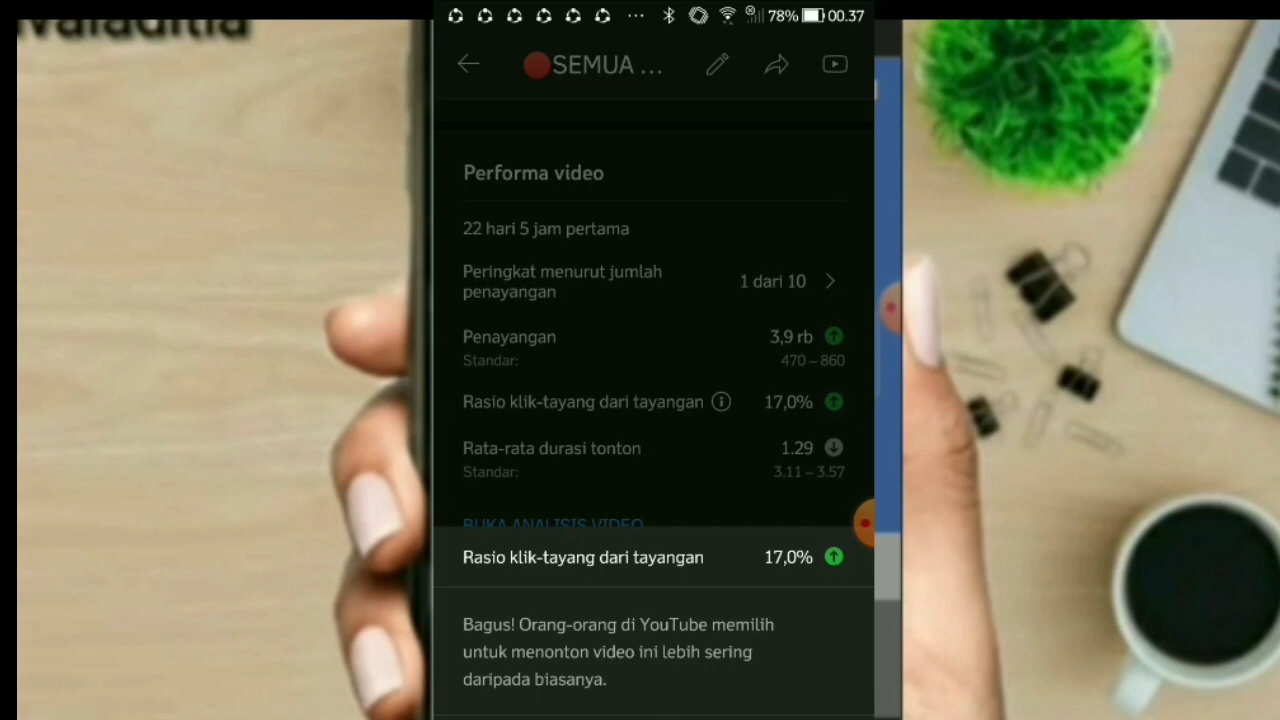 78% 00.37
SEMUA ...
Performa video
22 hari 5 jam pertama
Peringkat menurut jumlah
penayangan
1 dari 10
Penayangan 3,9 rb
Standar: 470 – 860
Rasio klik-tayang dari tayangan 17,0%
Rata-rata durasi tonton 1.29
Standar: 3.11 – 3.57
BUKA ANALISIS VIDEO
Rasio klik-tayang dari tayangan 17,0%
Bagus! Orang-orang di YouTube memilih
untuk menonton video ini lebih sering
daripada biasanya.